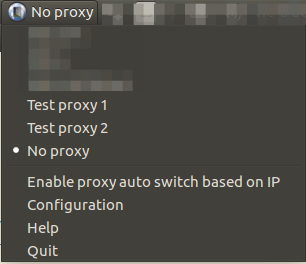 No proxy
Test proxy 1
Test proxy 2
No proxy
Enable proxy auto switch based on IP
Configuration
Help
Quit